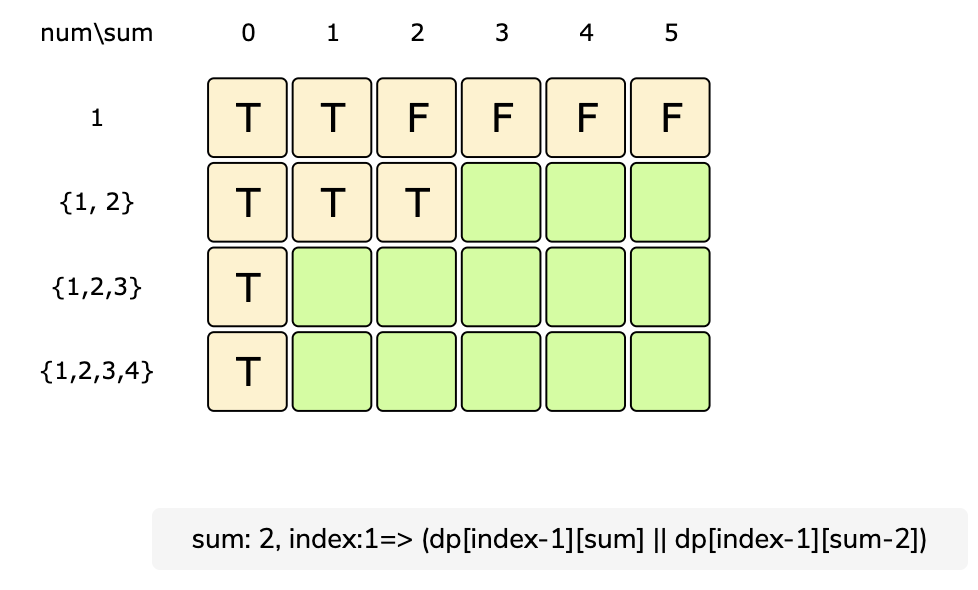 num\sum 0 1 2 3 4 5
1 T T F F F F
{1, 2} T T T
{1,2,3} T
{1,2,3,4} T
sum: 2, index:1=> (dp[index-1][sum] || dp[index-1][sum-2])